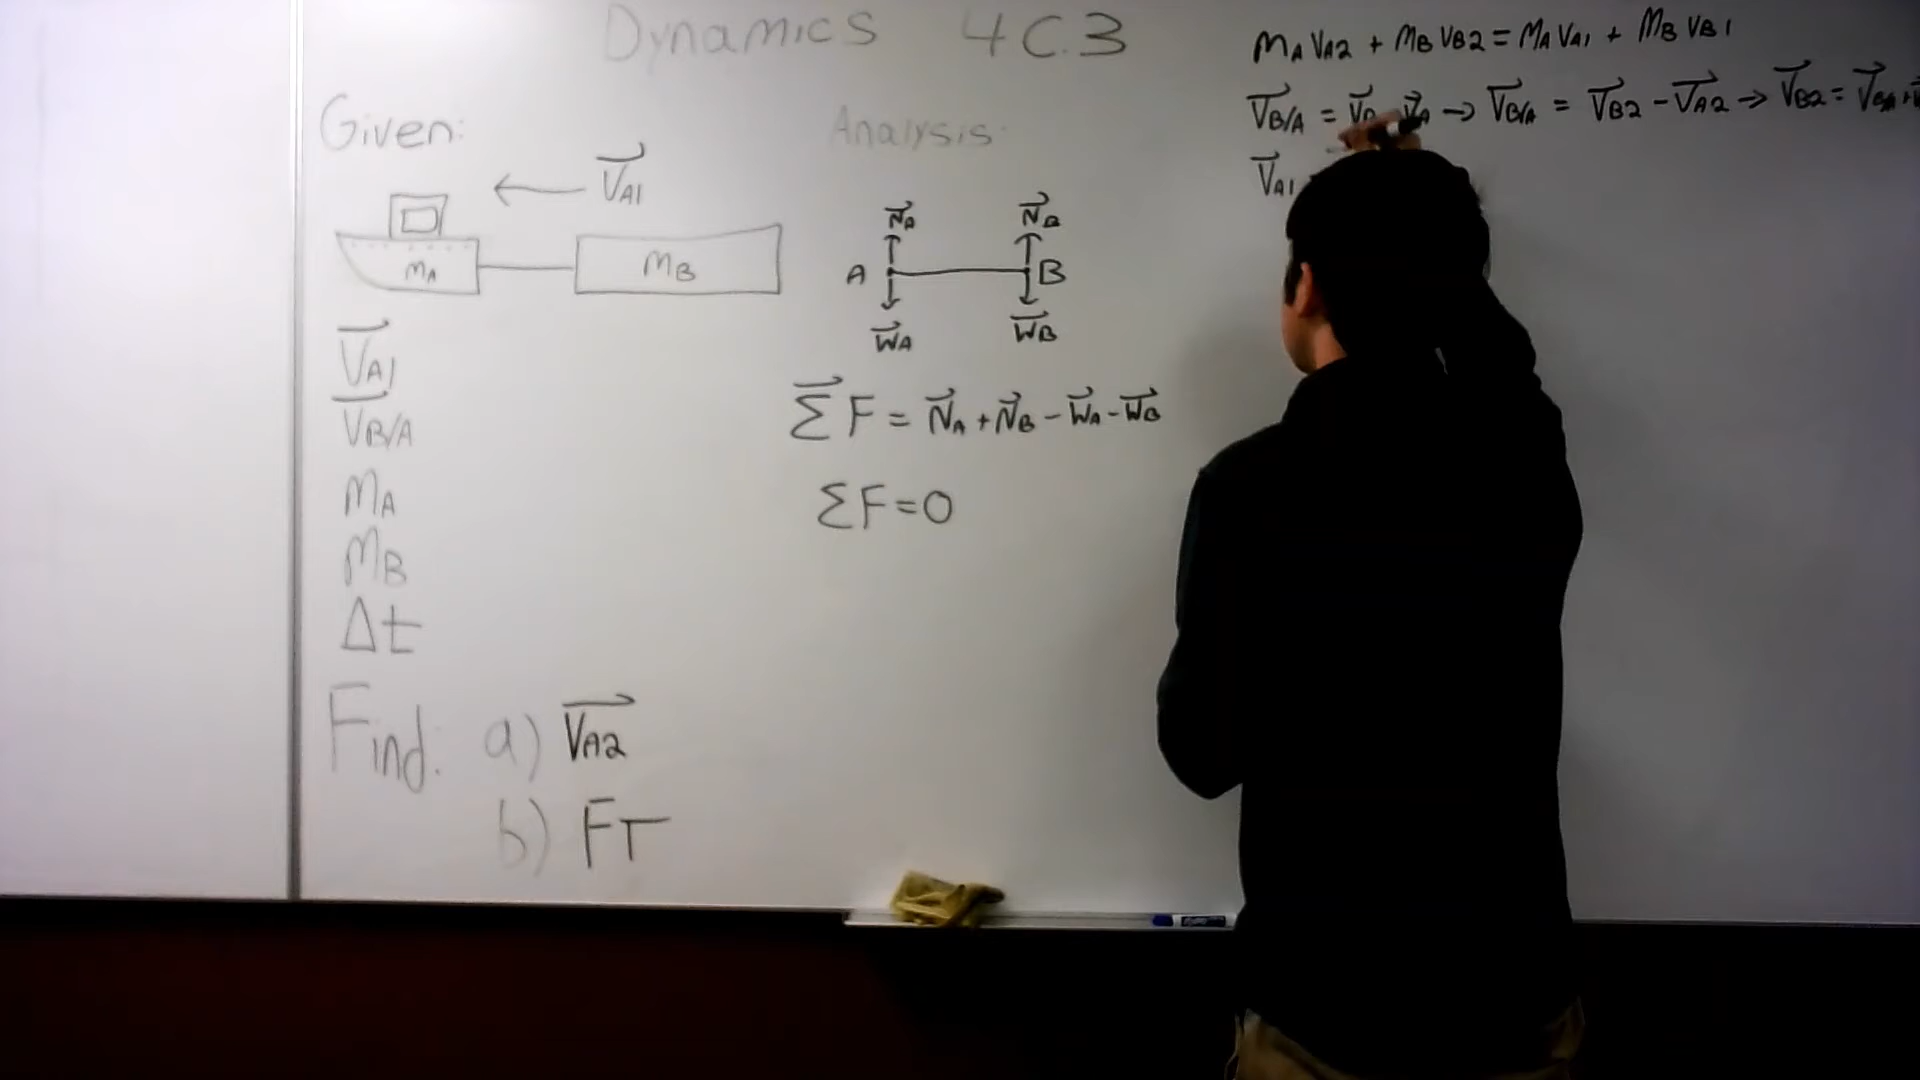 Dynamics 4C.3
Given:
V⃗A1
MA
MB
V⃗A1
V⃗B/A
MA
MB
Δt
Find: a) V⃗A2
b) FT
Analysis:
N⃗A N⃗B
A B
W⃗A W⃗B
Σ⃗F = N⃗A + N⃗B - W⃗A - W⃗B
ΣF=0
MA VA2 + MB VB2 = MA VA1 + MB VB1
V⃗B/A = V⃗B - V⃗A → V⃗B/A = V⃗B2 - V⃗A2 → V⃗B2 = V⃗B/A +
V⃗A1